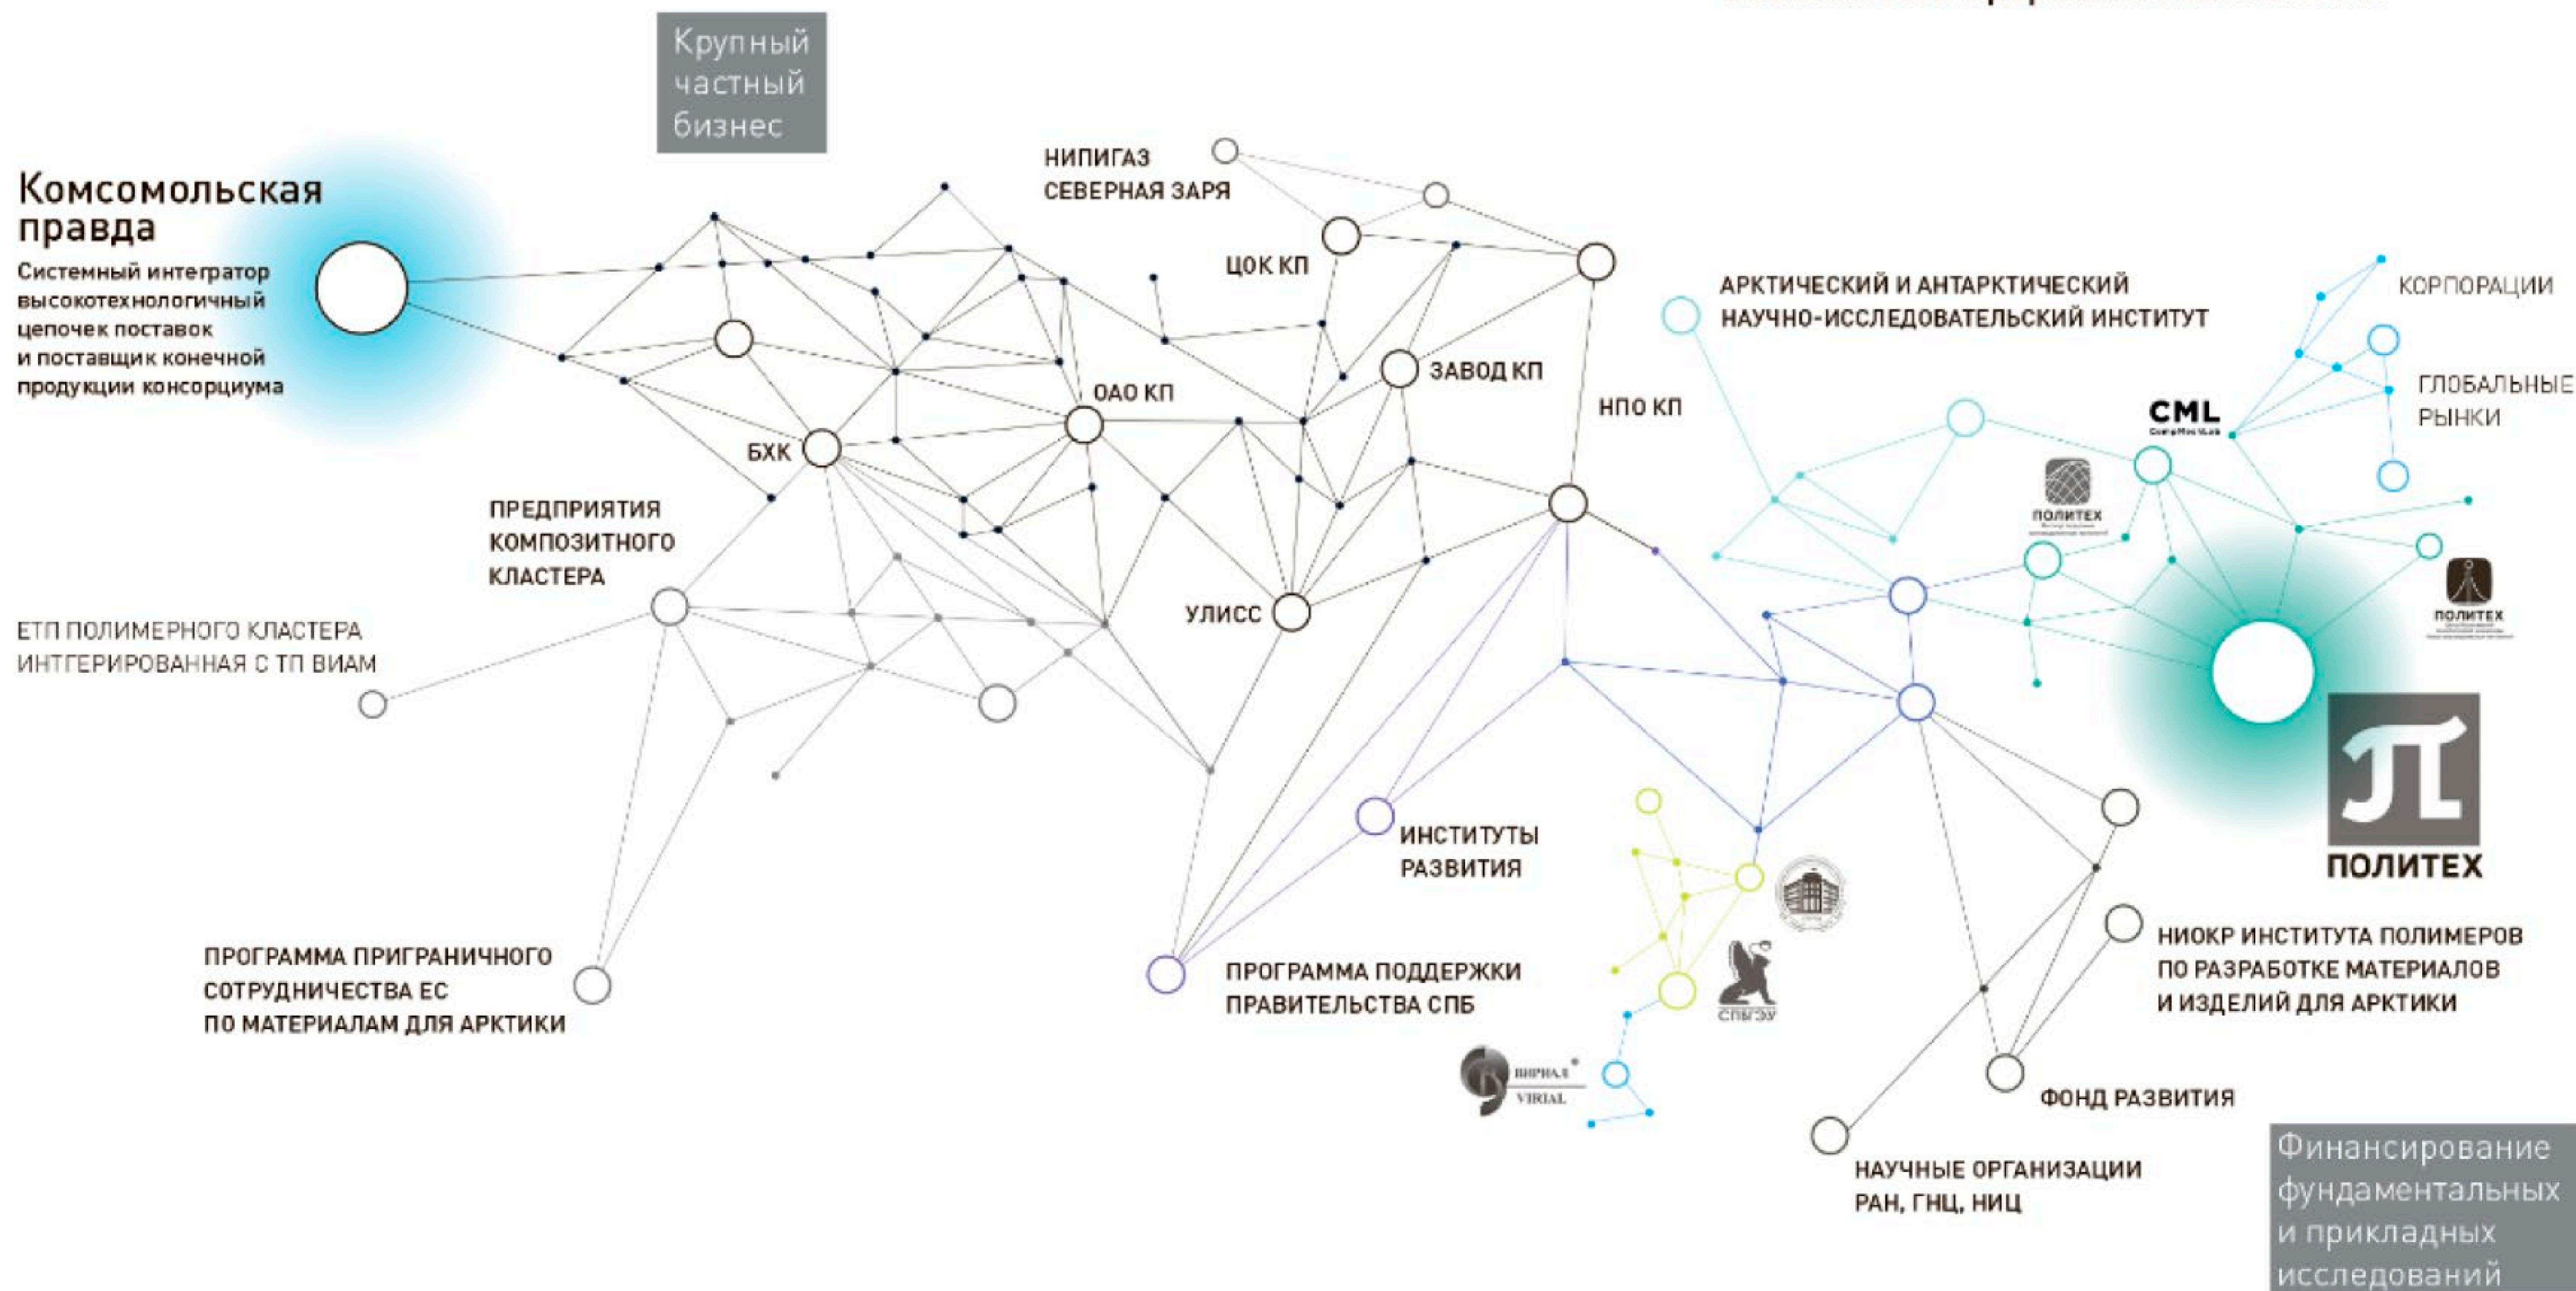 Крупный
частный
бизнес
Комсомольская
правда
Системный интегратор
высокотехнологичный
цепочек поставок
и поставщик конечной
продукции консорциума
НИПИГАЗ
СЕВЕРНАЯ ЗАРЯ
ЦОК КП
ЗАВОД КП
ОАО КП
НПО КП
БХК
УЛИСС
АРКТИЧЕСКИЙ И АНТАРКТИЧЕСКИЙ
НАУЧНО-ИССЛЕДОВАТЕЛЬСКИЙ ИНСТИТУТ
КОРПОРАЦИИ
ГЛОБАЛЬНЫЕ
РЫНКИ
CML
CompMechLab
ПОЛИТЕХ
ПОЛИТЕХ
ПОЛИТЕХ
ПРЕДПРИЯТИЯ
КОМПОЗИТНОГО
КЛАСТЕРА
ЕТП ПОЛИМЕРНОГО КЛАСТЕРА
ИНТГЕРИРОВАННАЯ С ТП ВИАМ
ПРОГРАММА ПРИГРАНИЧНОГО
СОТРУДНИЧЕСТВА ЕС
ПО МАТЕРИАЛАМ ДЛЯ АРКТИКИ
ИНСТИТУТЫ
РАЗВИТИЯ
ПРОГРАММА ПОДДЕРЖКИ
ПРАВИТЕЛЬСТВА СПБ
СПбГЭУ
ВИРИАЛ®
VIRIAL
НИОКР ИНСТИТУТА ПОЛИМЕРОВ
ПО РАЗРАБОТКЕ МАТЕРИАЛОВ
И ИЗДЕЛИЙ ДЛЯ АРКТИКИ
ФОНД РАЗВИТИЯ
НАУЧНЫЕ ОРГАНИЗАЦИИ
РАН, ГНЦ, НИЦ
Финансирование
фундаментальных
и прикладных
исследований